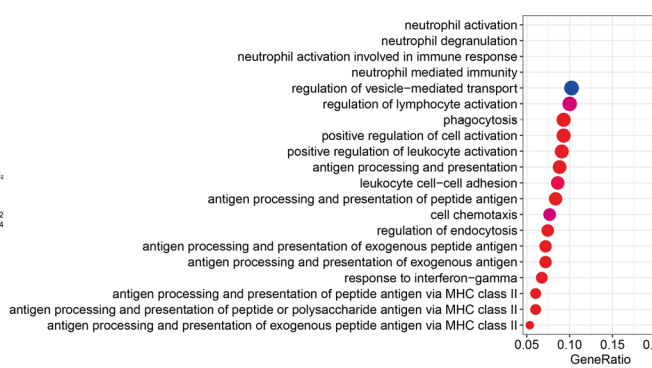 neutrophil activation
neutrophil degranulation
neutrophil activation involved in immune response
neutrophil mediated immunity
regulation of vesicle−mediated transport
regulation of lymphocyte activation
phagocytosis
positive regulation of cell activation
positive regulation of leukocyte activation
antigen processing and presentation
leukocyte cell−cell adhesion
antigen processing and presentation of peptide antigen
cell chemotaxis
regulation of endocytosis
antigen processing and presentation of exogenous peptide antigen
antigen processing and presentation of exogenous antigen
response to interferon−gamma
antigen processing and presentation of peptide antigen via MHC class II
antigen processing and presentation of peptide or polysaccharide antigen via MHC class II
antigen processing and presentation of exogenous peptide antigen via MHC class II
2
4
0.05 0.10 0.15 0.
GeneRatio